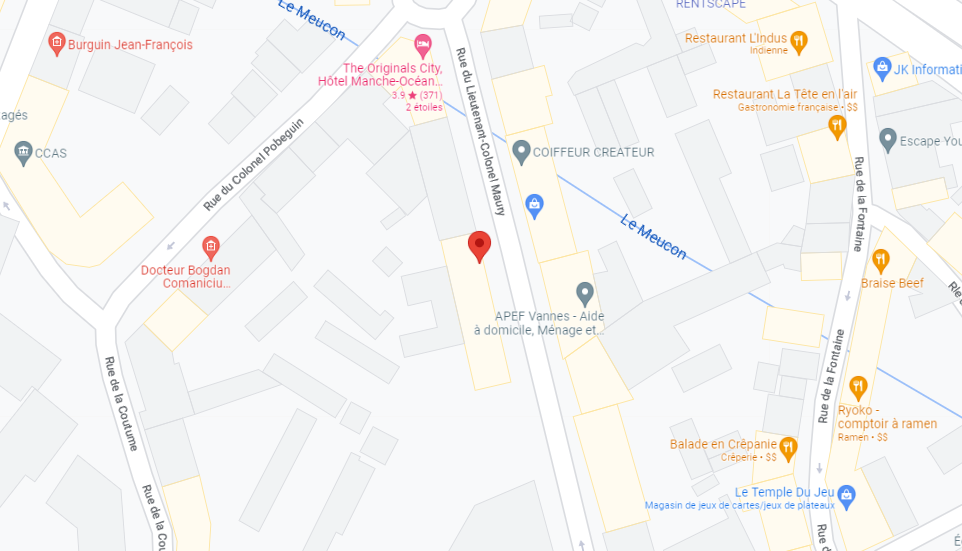 Le Meucon
RENTSCAPE
Burguin Jean-François
Restaurant L'Indus
Indienne
The Originals City,
Hôtel Manche-Océan...
3.9 ★ (371)
2 étoiles
JK Informati
Restaurant La Tête en l'air
Gastronomie française • $$
tagés
CCAS
Rue du Colonel Pobeguin
Rue du Lieutenant-Colonel Maury
COIFFEUR CREATEUR
Escape You
Rue de la Fontaine
Le Meucon
Docteur Bogdan
Comaniciu...
Braise Beef
APEF Vannes - Aide
à domicile, Ménage et...
Rue de la Fontaine
Rue de la Coutume
Ryoko -
comptoir à ramen
Ramen • $$
Balade en Crêpanie
Crêperie • $$
Le Temple Du Jeu
Magasin de jeux de cartes/jeux de plateaux
Rue de la Cou
Rue d